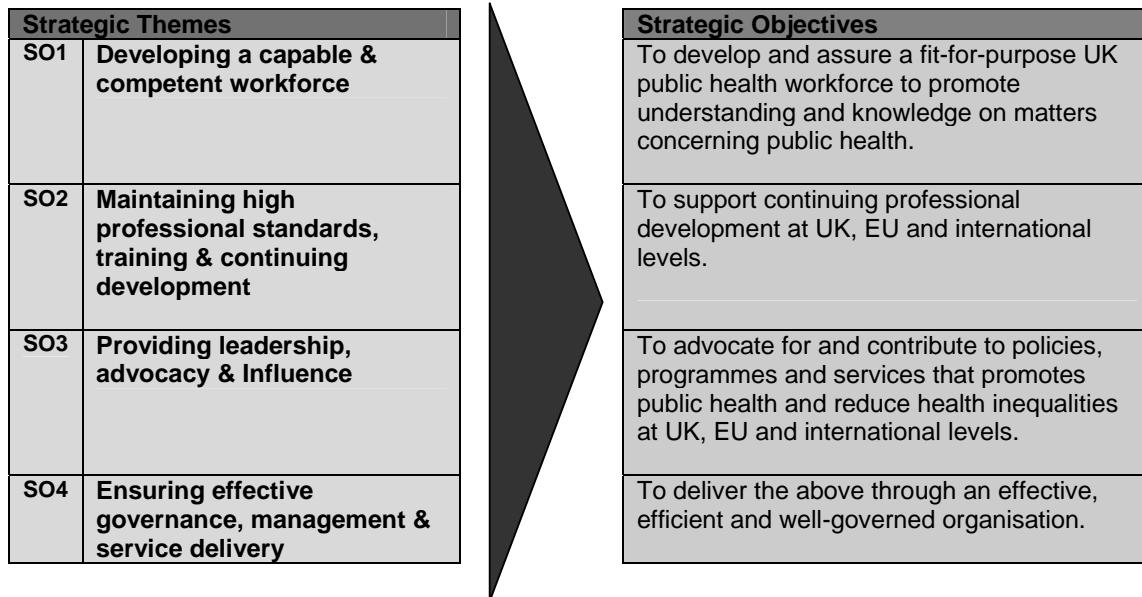 Strategic Themes
SO1 Developing a capable &
competent workforce
SO2 Maintaining high
professional standards,
training & continuing
development
SO3 Providing leadership,
advocacy & Influence
SO4 Ensuring effective
governance, management &
service delivery
Strategic Objectives
To develop and assure a fit-for-purpose UK
public health workforce to promote
understanding and knowledge on matters
concerning public health.
To support continuing professional
development at UK, EU and international
levels.
To advocate for and contribute to policies,
programmes and services that promotes
public health and reduce health inequalities
at UK, EU and international levels.
To deliver the above through an effective,
efficient and well-governed organisation.